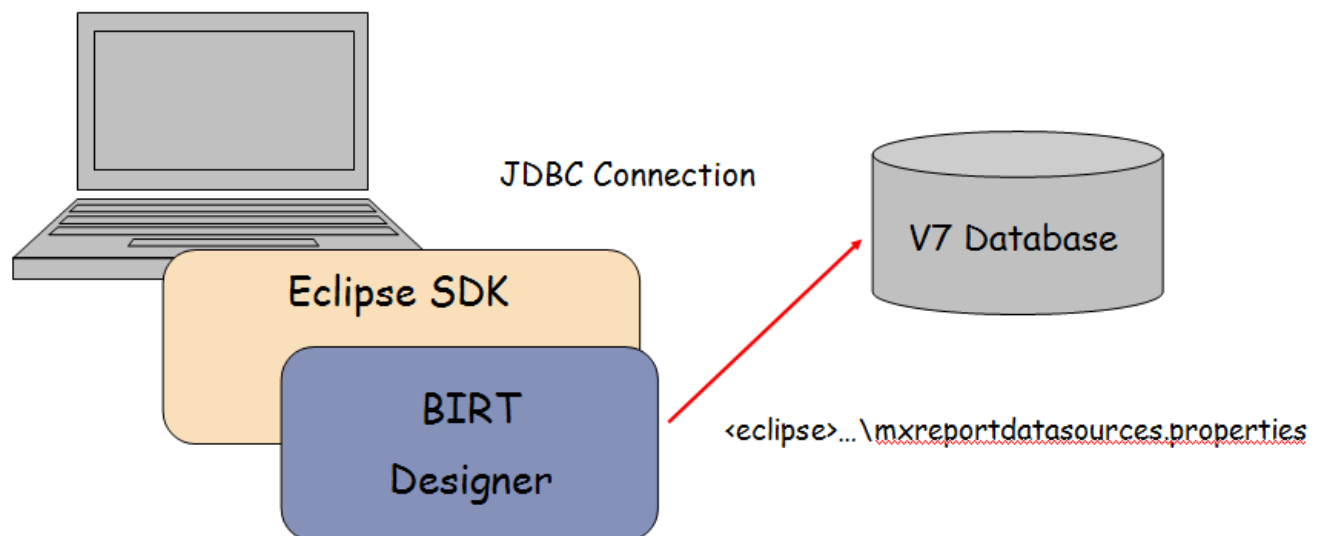 JDBC Connection
V7 Database
Eclipse SDK
BIRT
Designer
<eclipse>...\mxreportdatasources.properties